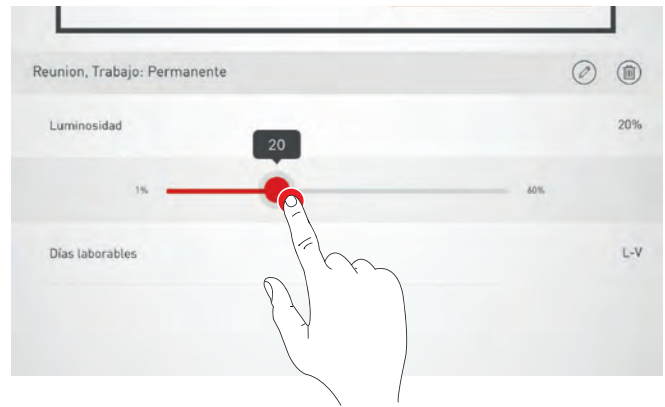 Reunion, Trabajo: Permanente
Luminosidad 20%
20
1% 60%
Días laborables L-V